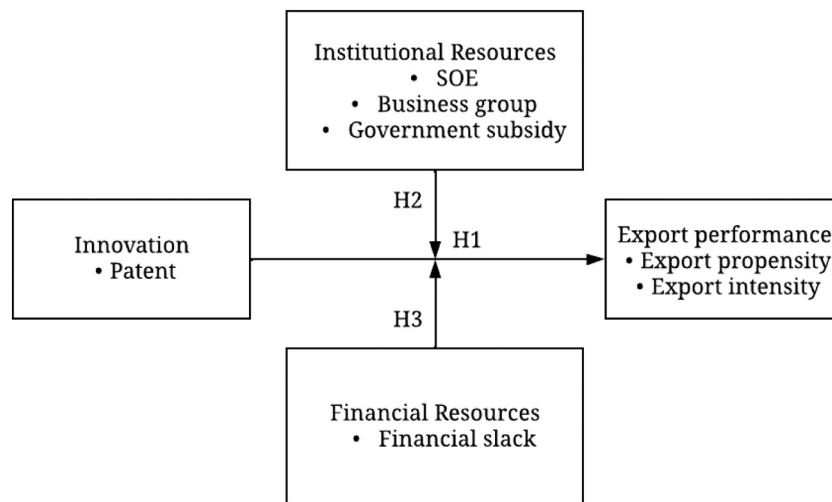 Institutional Resources
• SOE
• Business group
• Government subsidy
H2
H1
Innovation
• Patent
Export performance
• Export propensity
• Export intensity
H3
Financial Resources
• Financial slack